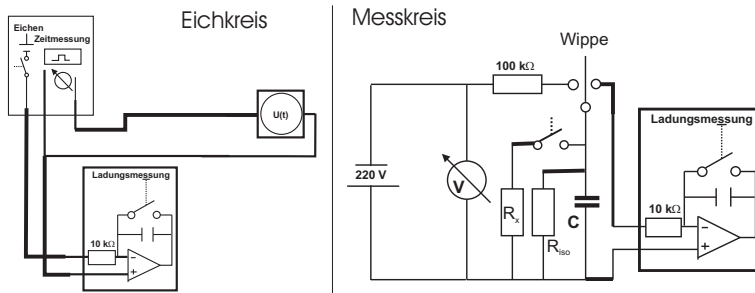 Eichkreis
Eichen
Zeitmessung
U(t)
Ladungsmessung
10 kΩ
−
+
Messkreis
Wippe
100 kΩ
Ladungsmessung
220 V
V
Rx
Riso
C
10 kΩ
−
+